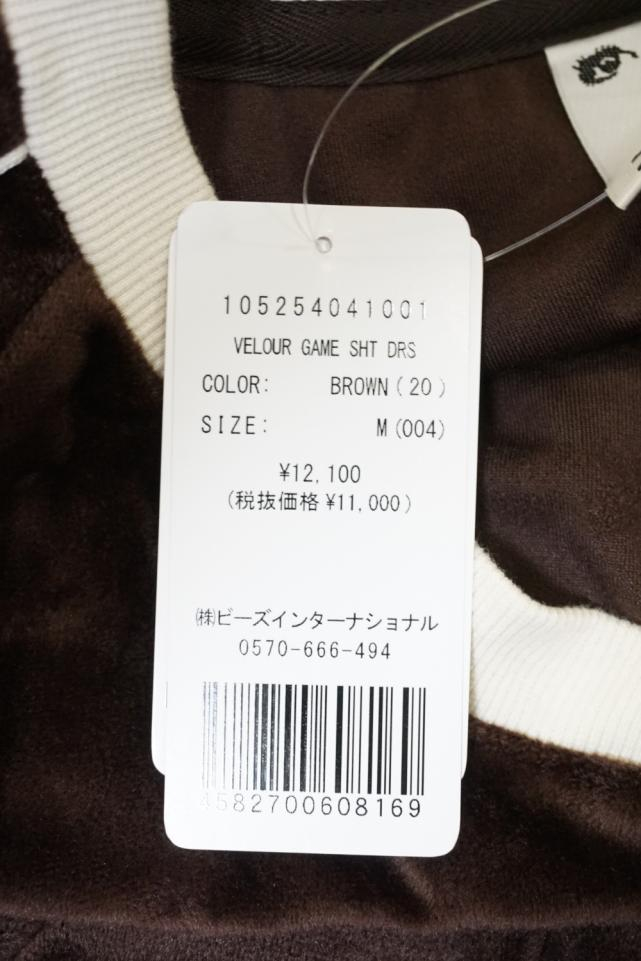 105254041001
VELOUR GAME SHT DRS
COLOR: BROWN(20)
SIZE: M(004)
¥12,100
(税抜価格 ¥11,000)
㈱ビーズインターナショナル
0570-666-494
4582700608169